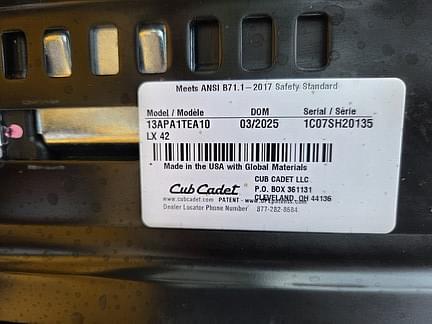 Meets ANSI B71.1—2017 Safety Standard
Model / Modèle DOM Serial / Série
13APA1TEA10 03/2025 1C07SH20135
LX 42
Made in the USA with Global Materials
Cub Cadet
CUB CADET LLC
P.O. BOX 361131
CLEVELAND, OH 44136
www.cubcadet.com PATENT -
Dealer Locator Phone Number 877-282-8684